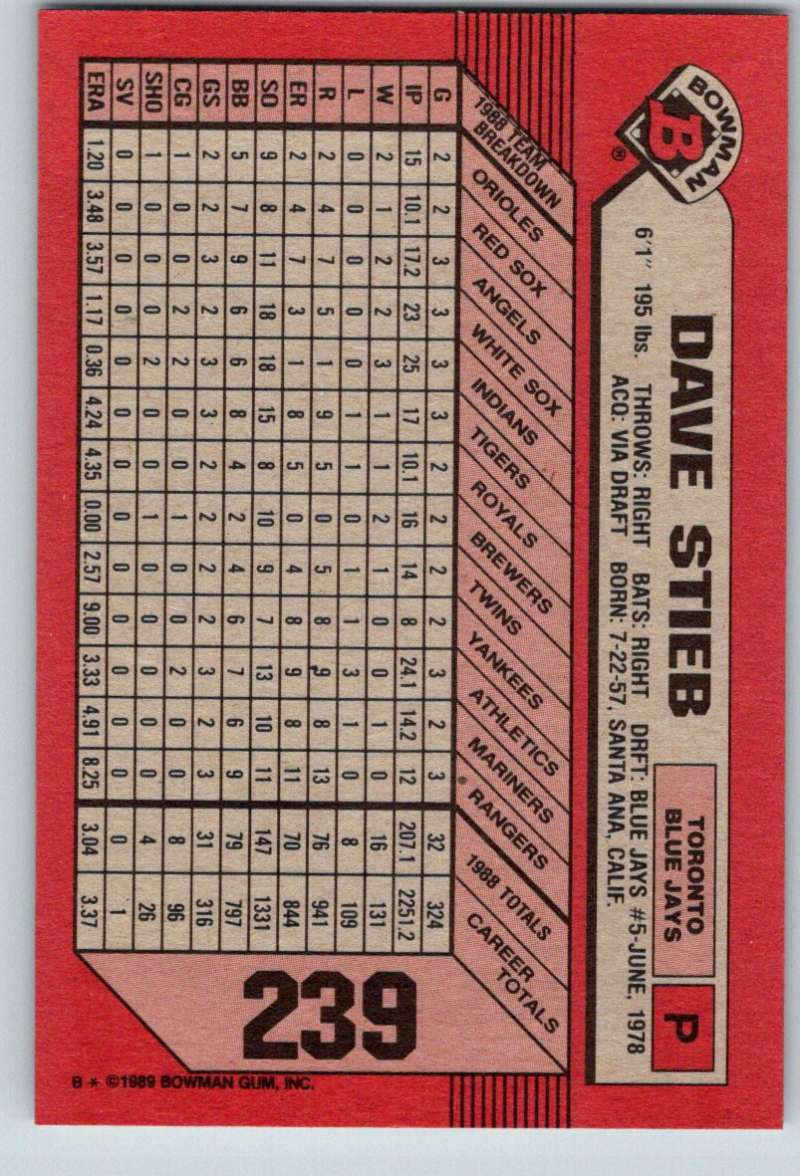 BOWMAN
B
®
DAVE STIEB
TORONTO
BLUE JAYS
P
6'1" 195 lbs. THROWS: RIGHT BATS: RIGHT DRFT: BLUE JAYS #5-JUNE, 1978
ACQ: VIA DRAFT BORN: 7-22-57, SANTA ANA, CALIF.
1988 TEAM
BREAKDOWN
ORIOLES
RED SOX
ANGELS
WHITE SOX
INDIANS
TIGERS
ROYALS
BREWERS
TWINS
YANKEES
ATHLETICS
MARINERS
RANGERS
1988 TOTALS
CAREER
TOTALS
G 2 2 3 3 3 3 2 2 2 2 3 2 3 32 324
IP 15 10.1 17.2 23 25 17 10.1 16 14 8 24.1 14.2 12 207.1 2251.2
W 2 1 2 2 3 1 1 2 1 0 0 1 0 16 131
L 0 0 0 0 0 1 1 0 1 1 3 1 0 8 109
R 2 4 7 5 1 9 5 0 5 8 9 8 13 76 941
ER 2 4 7 3 1 8 5 0 4 8 9 8 11 70 844
SO 9 8 11 18 18 15 8 10 9 7 13 10 11 147 1331
BB 5 7 9 6 6 8 4 2 4 6 7 6 9 79 797
GS 2 2 3 2 3 3 2 2 2 2 3 2 3 31 316
CG 1 0 0 2 2 0 0 1 0 0 2 0 0 8 96
SHO 1 0 0 0 2 0 0 1 0 0 0 0 0 4 26
SV 0 0 0 0 0 0 0 0 0 0 0 0 0 0 1
ERA 1.20 3.48 3.57 1.17 0.36 4.24 4.35 0.00 2.57 9.00 3.33 4.91 8.25 3.04 3.37
239
B * ©1989 BOWMAN GUM, INC.